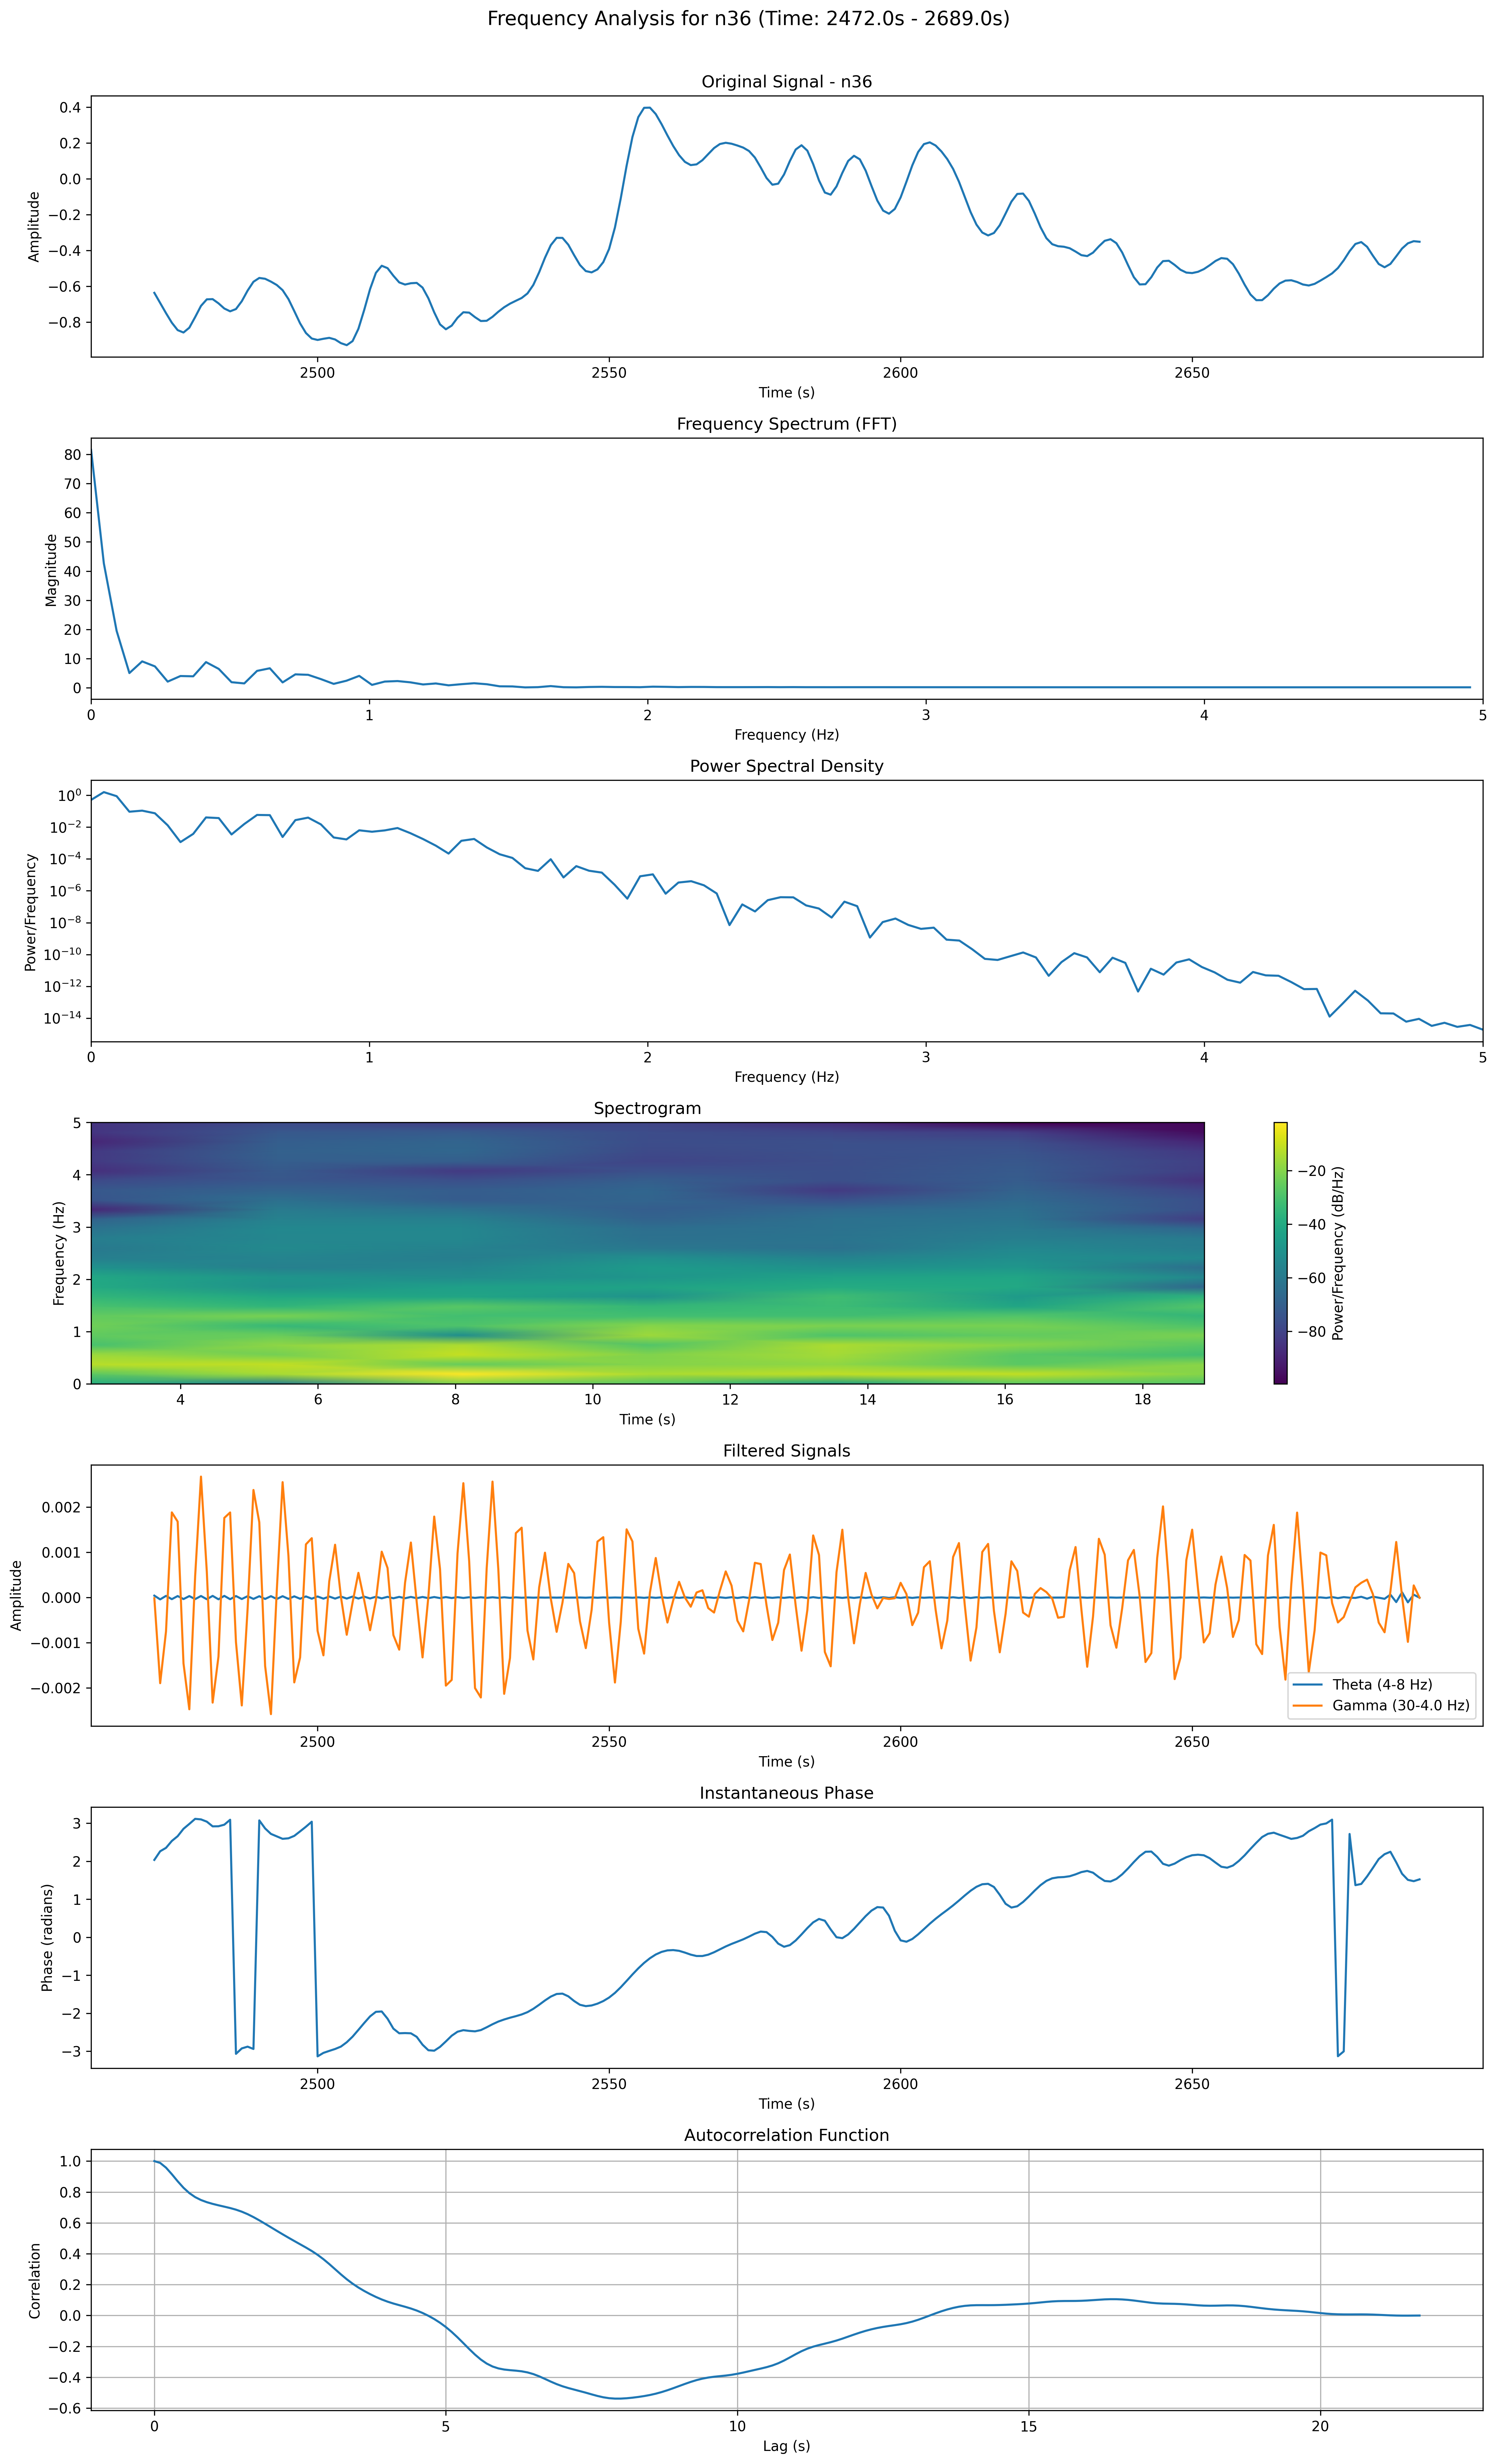 Frequency Analysis for n36 (Time: 2472.0s - 2689.0s)
Original Signal - n36
0.4
0.2
0.0
−0.2
−0.4
−0.6
−0.8
Amplitude
2500 2550 2600 2650
Time (s)
Frequency Spectrum (FFT)
80
70
60
50
40
30
20
10
0
Magnitude
0 1 2 3 4 5
Frequency (Hz)
Power Spectral Density
10⁰
10⁻²
10⁻⁴
10⁻⁶
10⁻⁸
10⁻¹⁰
10⁻¹²
10⁻¹⁴
Power/Frequency
0 1 2 3 4 5
Frequency (Hz)
Spectrogram
5
4
3
2
1
0
Frequency (Hz)
4 6 8 10 12 14 16 18
Time (s)
−20
−40
−60
−80
Power/Frequency (dB/Hz)
Filtered Signals
0.002
0.001
0.000
−0.001
−0.002
Amplitude
Theta (4-8 Hz)
Gamma (30-4.0 Hz)
2500 2550 2600 2650
Time (s)
Instantaneous Phase
3
2
1
0
−1
−2
−3
Phase (radians)
2500 2550 2600 2650
Time (s)
Autocorrelation Function
1.0
0.8
0.6
0.4
0.2
0.0
−0.2
−0.4
−0.6
Correlation
0 5 10 15 20
Lag (s)